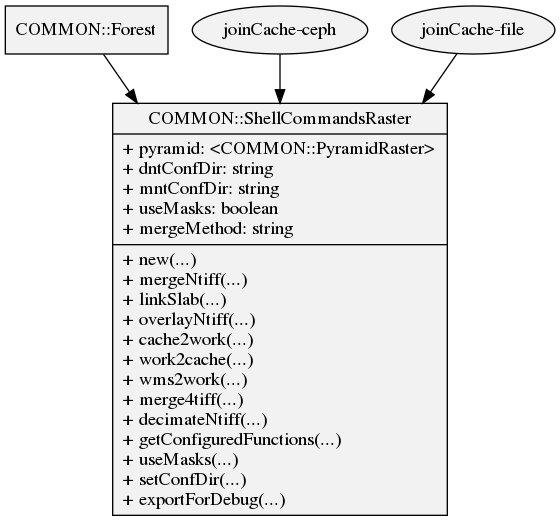 COMMON::Forest
joinCache-ceph
joinCache-file
COMMON::ShellCommandsRaster
+ pyramid: <COMMON::PyramidRaster>
+ dntConfDir: string
+ mntConfDir: string
+ useMasks: boolean
+ mergeMethod: string
+ new(...)
+ mergeNtiff(...)
+ linkSlab(...)
+ overlayNtiff(...)
+ cache2work(...)
+ work2cache(...)
+ wms2work(...)
+ merge4tiff(...)
+ decimateNtiff(...)
+ getConfiguredFunctions(...)
+ useMasks(...)
+ setConfDir(...)
+ exportForDebug(...)